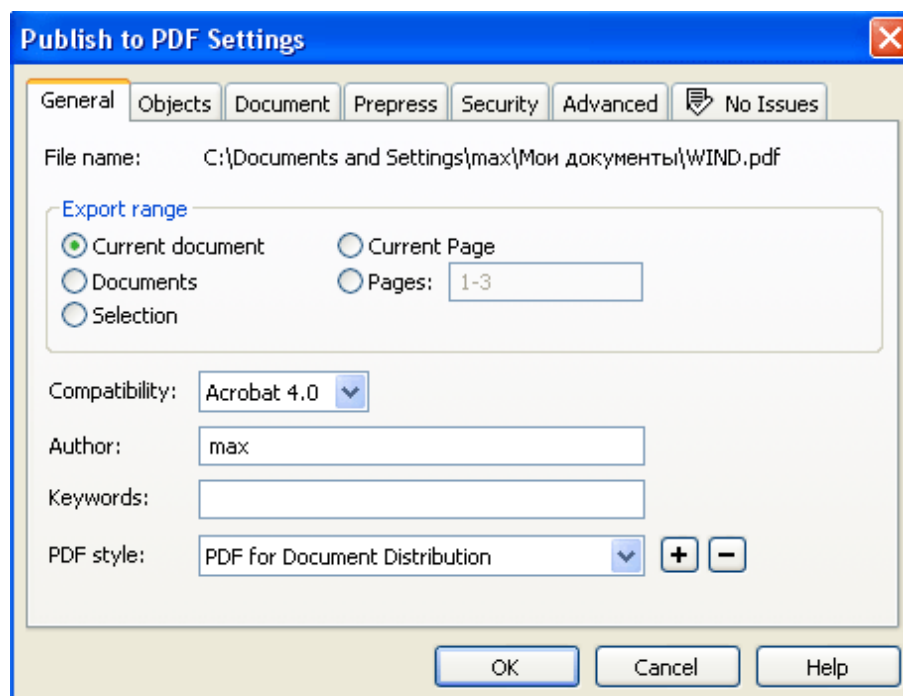 Publish to PDF Settings
General Objects Document Prepress Security Advanced No Issues
File name: C:\Documents and Settings\max\Мои документы\WIND.pdf
Export range
Current document Current Page
Documents Pages: 1-3
Selection
Compatibility: Acrobat 4.0
Author: max
Keywords:
PDF style: PDF for Document Distribution
OK Cancel Help